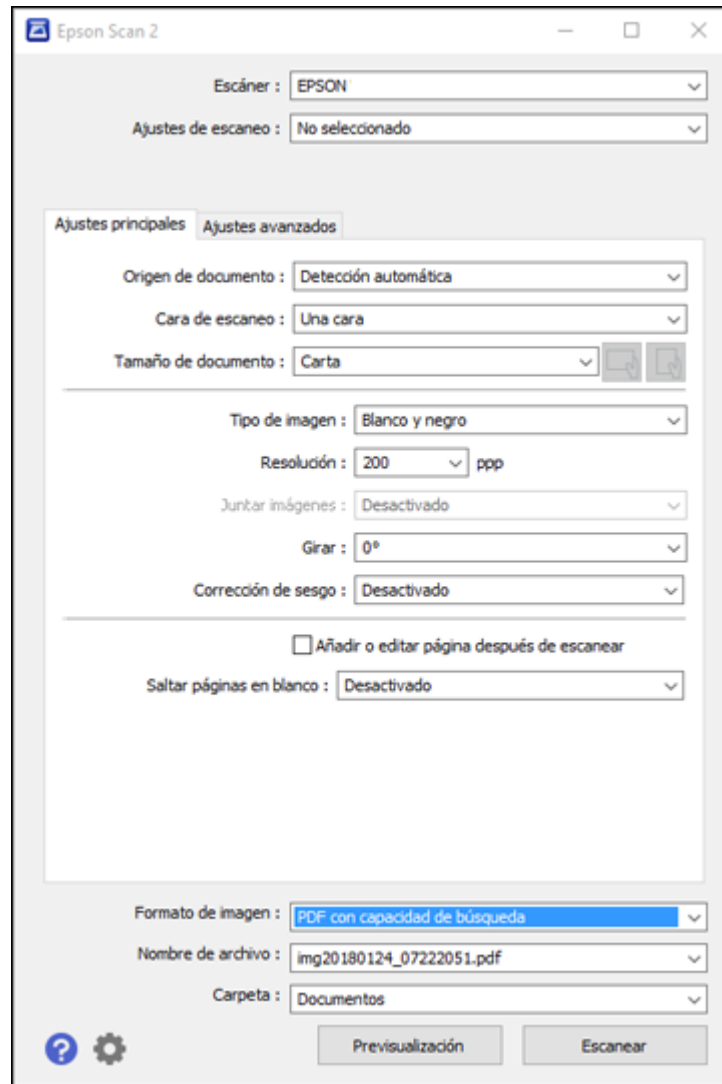 Epson Scan 2
Escáner : EPSON
Ajustes de escaneo : No seleccionado
Ajustes principales Ajustes avanzados
Origen de documento : Detección automática
Cara de escaneo : Una cara
Tamaño de documento : Carta
Tipo de imagen : Blanco y negro
Resolución : 200 ppp
Juntar imágenes : Desactivado
Girar : 0°
Corrección de sesgo : Desactivado
Añadir o editar página después de escanear
Saltar páginas en blanco : Desactivado
Formato de imagen : PDF con capacidad de búsqueda
Nombre de archivo : img20180124_07222051.pdf
Carpeta : Documentos
? Previsualización Escanear